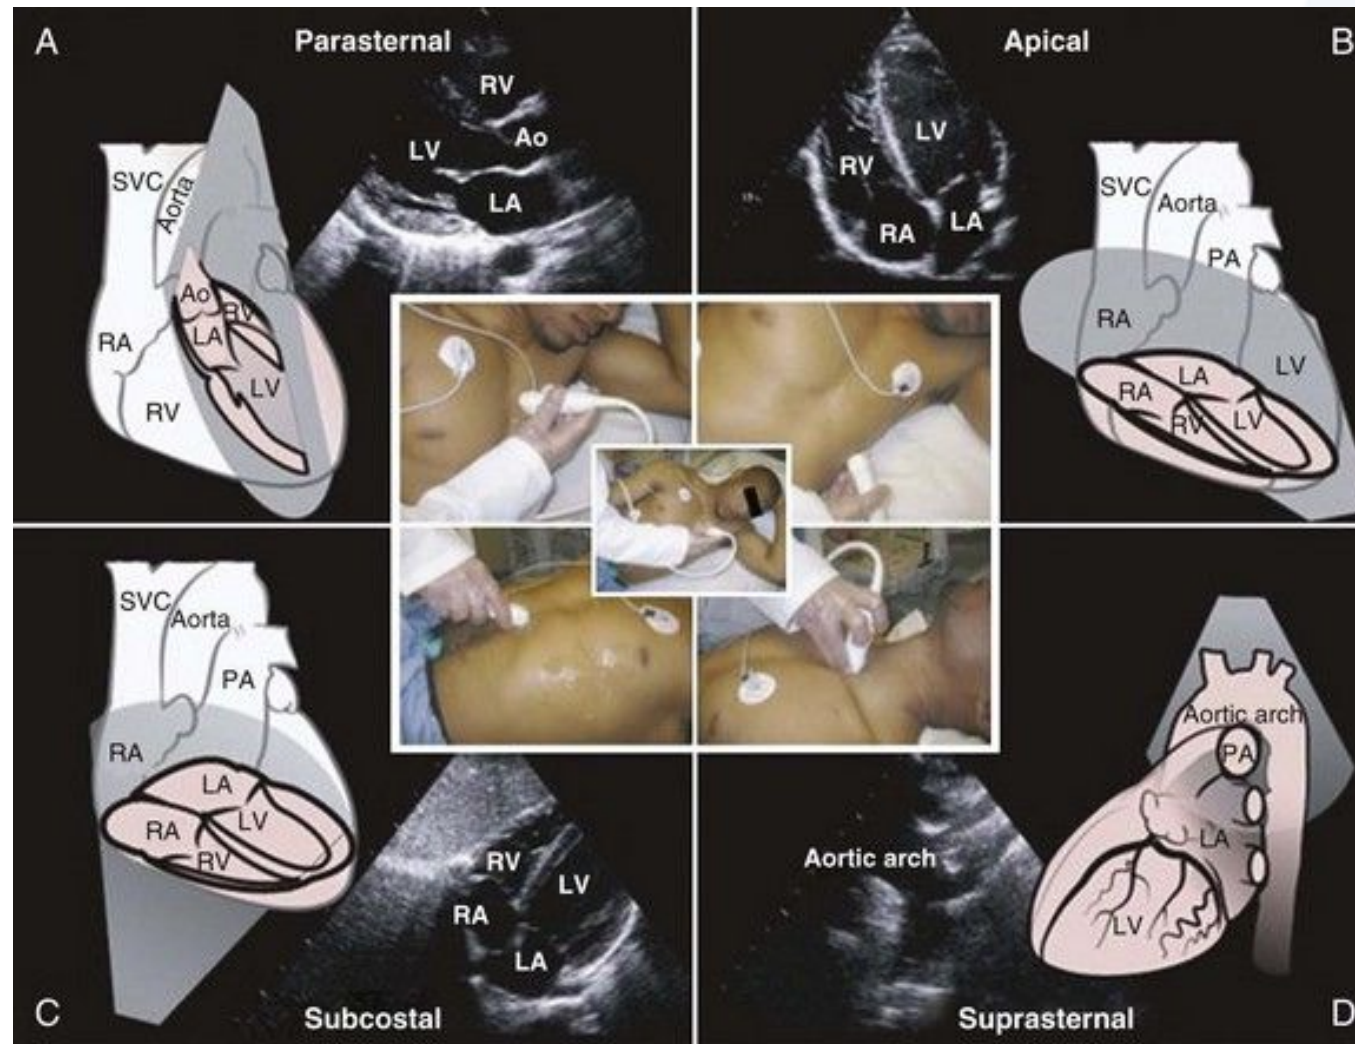 A
Parasternal
RV
Ao
LV
LA
SVC
Aorta
Ao
RV
LA
RA
LV
RV
Apical
B
LV
RV
LA
RA
SVC
Aorta
PA
RA
LV
LA
RA
LV
RV
SVC
Aorta
PA
RA
LA
LV
RA
RV
RV
LV
RA
LA
C
Subcostal
Aortic arch
PA
Aortic arch
LA
LV
Suprasternal
D